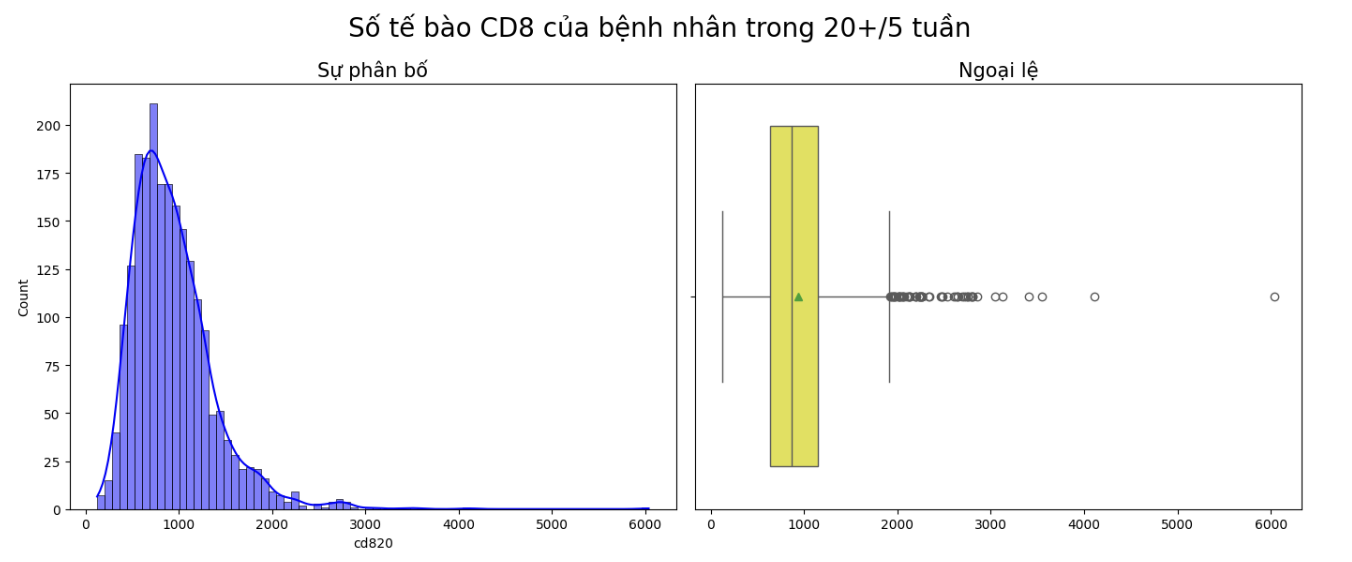 Số tế bào CD8 của bệnh nhân trong 20+/5 tuần
Sự phân bố
Ngoại lệ
200
175
150
125
100
75
50
25
0
Count
0 1000 2000 3000 4000 5000 6000
cd820
0 1000 2000 3000 4000 5000 6000